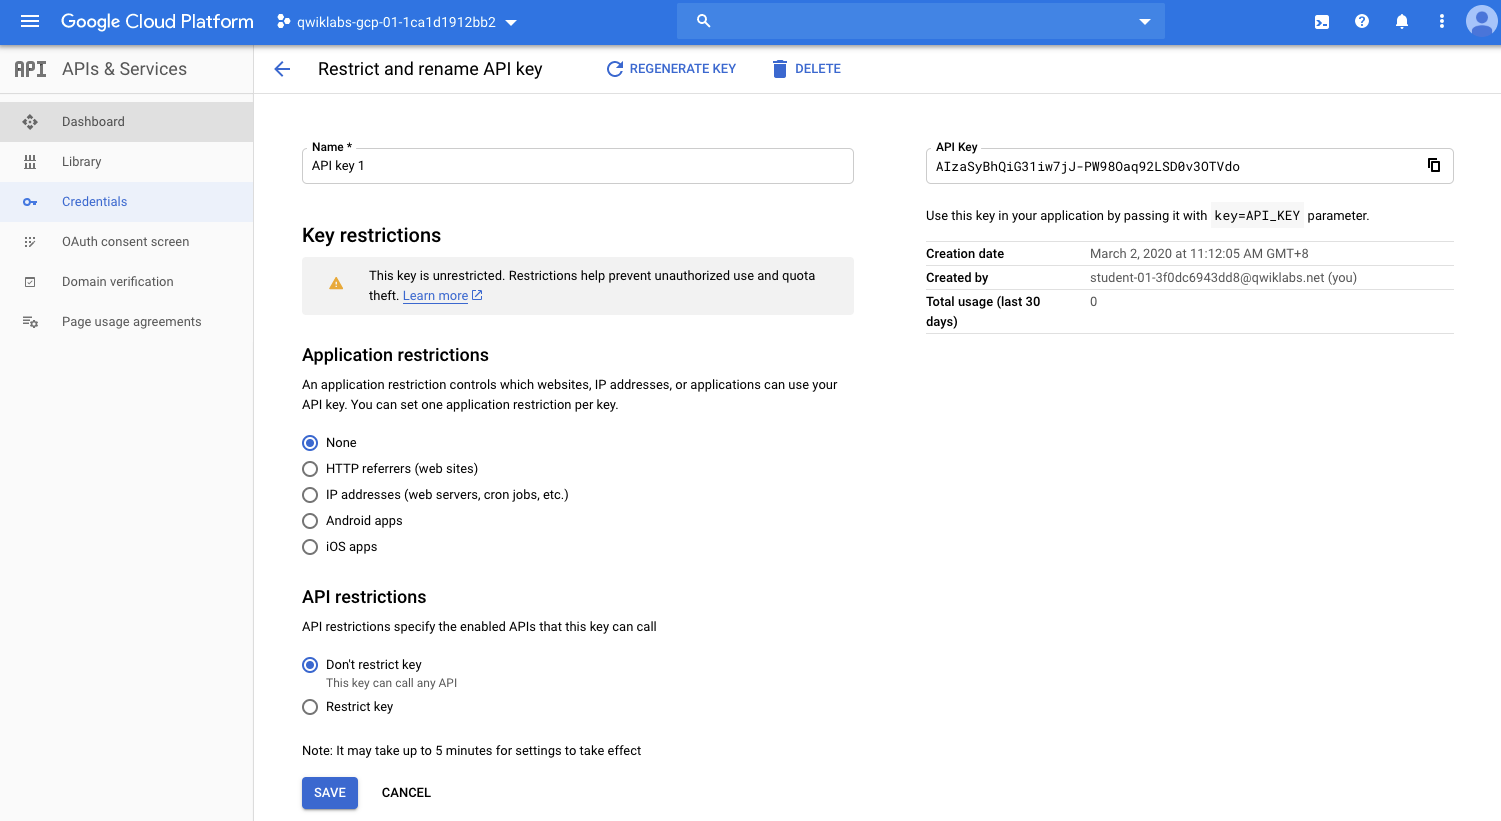 Google Cloud Platform
qwiklabs-gcp-01-1ca1d1912bb2
API APIs & Services
Restrict and rename API key
REGENERATE KEY
DELETE
Dashboard
Library
Credentials
OAuth consent screen
Domain verification
Page usage agreements
Name *
API key 1
Key restrictions
This key is unrestricted. Restrictions help prevent unauthorized use and quota
theft. Learn more
Application restrictions
An application restriction controls which websites, IP addresses, or applications can use your
API key. You can set one application restriction per key.
None
HTTP referrers (web sites)
IP addresses (web servers, cron jobs, etc.)
Android apps
iOS apps
API restrictions
API restrictions specify the enabled APIs that this key can call
Don't restrict key
This key can call any API
Restrict key
Note: It may take up to 5 minutes for settings to take effect
SAVE
CANCEL
API Key
AIzaSyBhQiG31iw7jJ-PW98Oaq92LSD0v3OTVdo
Use this key in your application by passing it with key=API_KEY parameter.
Creation date March 2, 2020 at 11:12:05 AM GMT+8
Created by student-01-3f0dc6943dd8@qwiklabs.net (you)
Total usage (last 30 0
days)